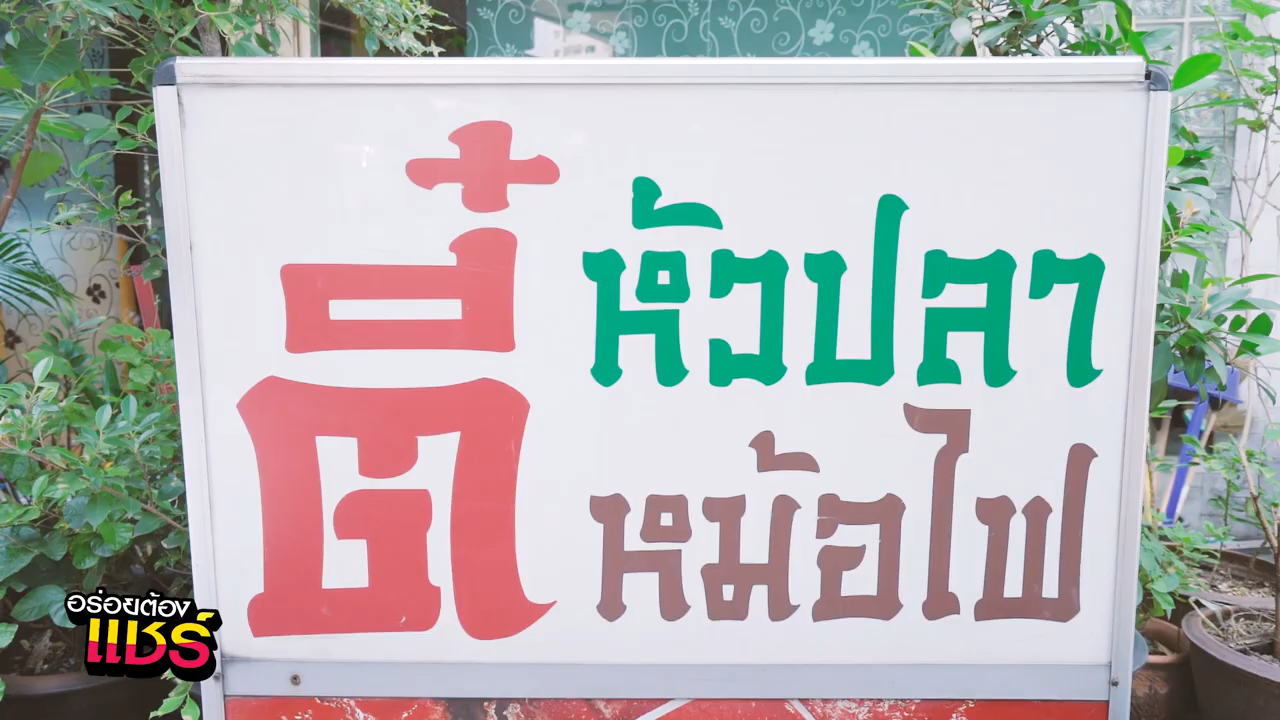 ตี๋
หัวปลา
หม้อไฟ
อร่อยต้อง
แชร์